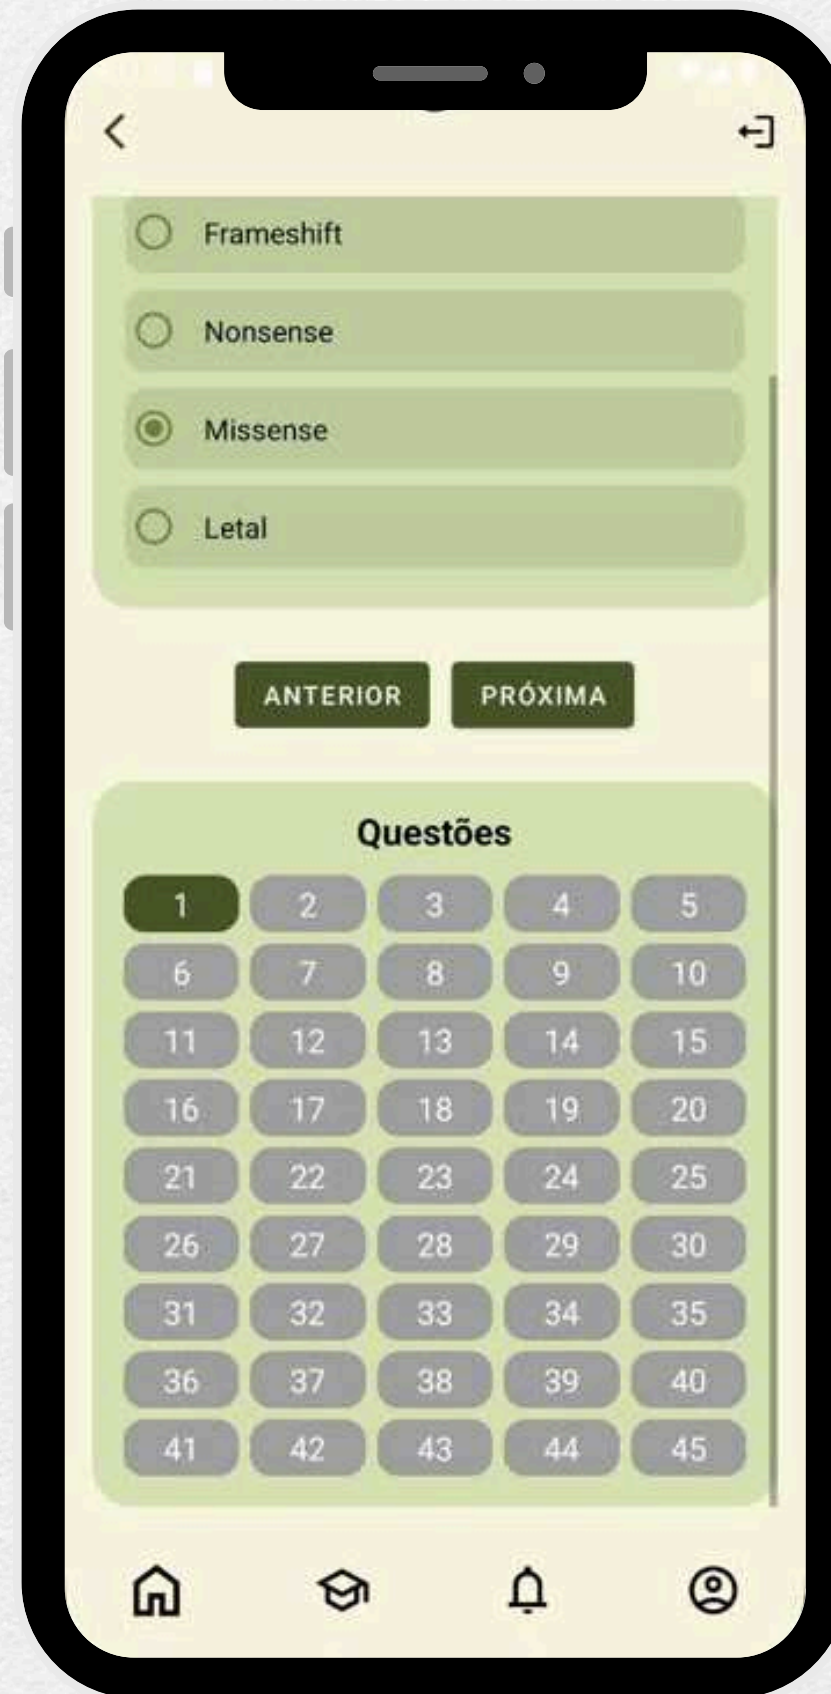 Frameshift
Nonsense
Missense
Letal
ANTERIOR PRÓXIMA
Questões
1 2 3 4 5
6 7 8 9 10
11 12 13 14 15
16 17 18 19 20
21 22 23 24 25
26 27 28 29 30
31 32 33 34 35
36 37 38 39 40
41 42 43 44 45